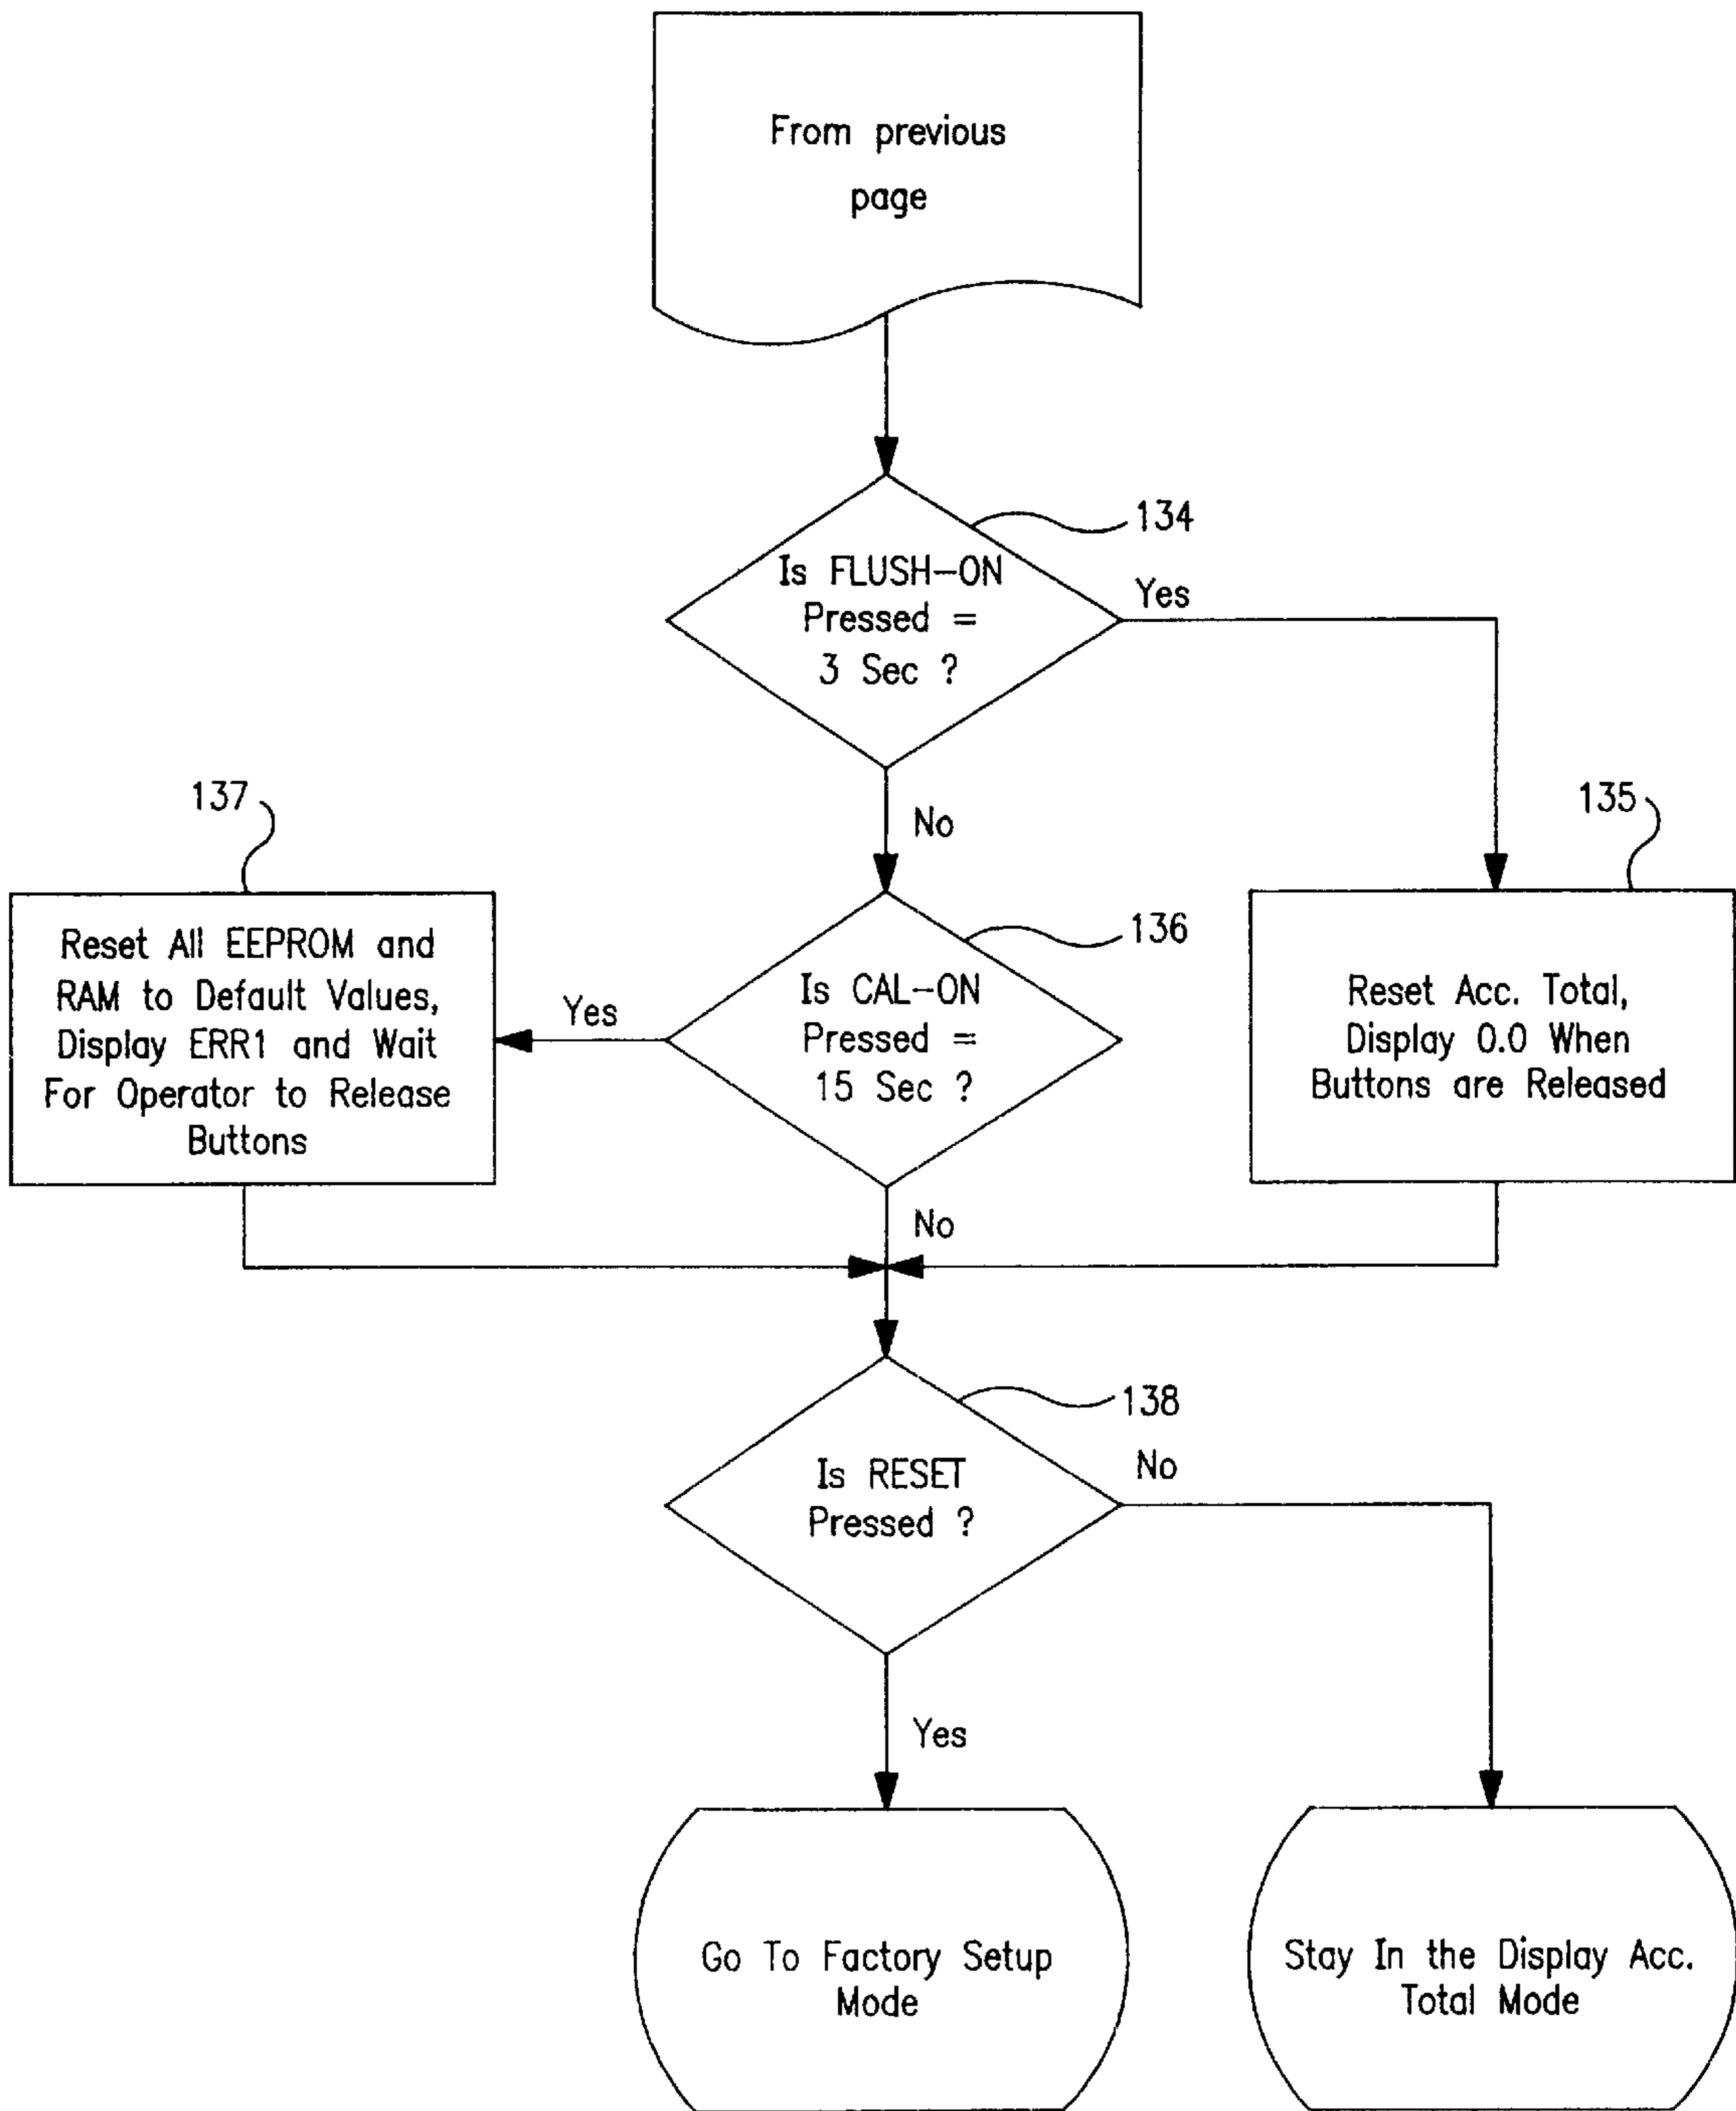 From previous
page
134
Is FLUSH-ON
Pressed =
3 Sec ?
Yes
No
137
135
Reset All EEPROM and
RAM to Default Values,
Display ERR1 and Wait
For Operator to Release
Buttons
Yes
136
Is CAL-ON
Pressed =
15 Sec ?
Reset Acc. Total,
Display 0.0 When
Buttons are Released
No
138
Is RESET
Pressed ?
No
Yes
Go To Factory Setup
Mode
Stay In the Display Acc.
Total Mode